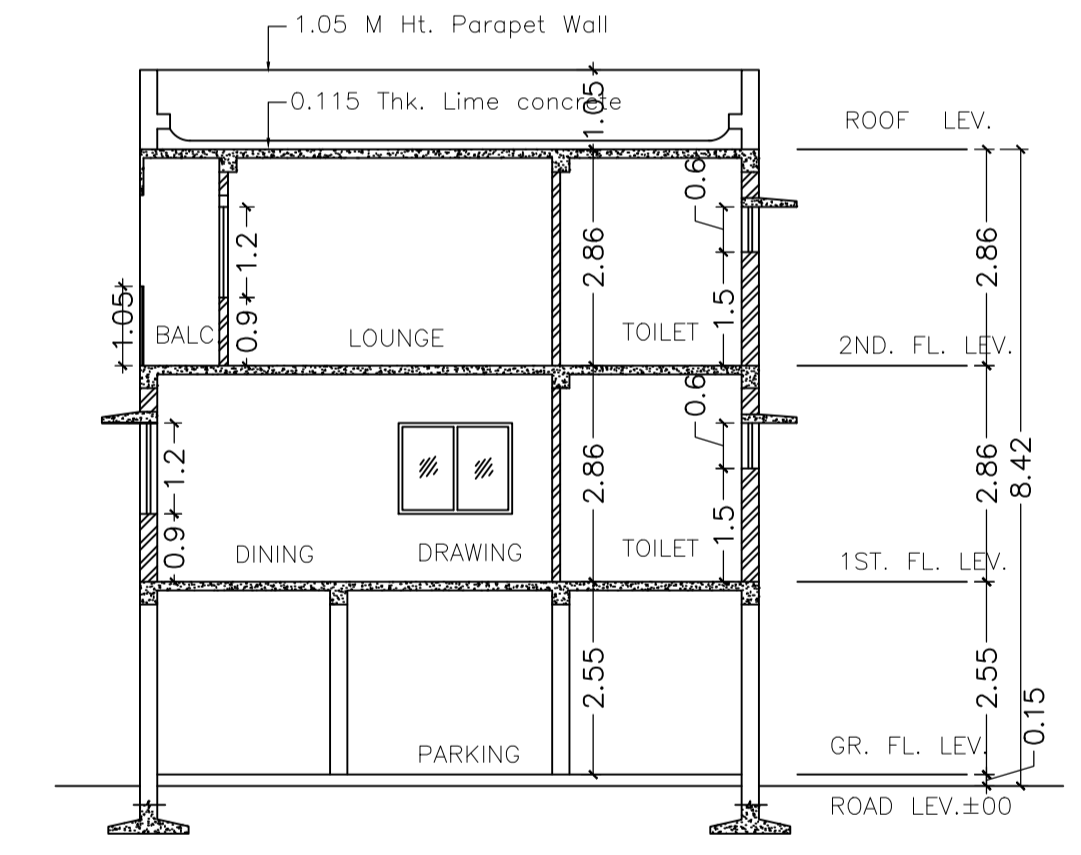 1.05 M Ht. Parapet Wall
0.115 Thk. Lime concrete
1.05
ROOF LEV.
0.6
1.2
2.86
2.86
1.05
0.9
1.5
BALC
LOUNGE
TOILET
2ND. FL. LEV.
0.6
1.2
2.86
2.86
8.42
0.9
1.5
DINING
DRAWING
TOILET
1ST. FL. LEV.
2.55
2.55
0.15
PARKING
GR. FL. LEV.
ROAD LEV.±00